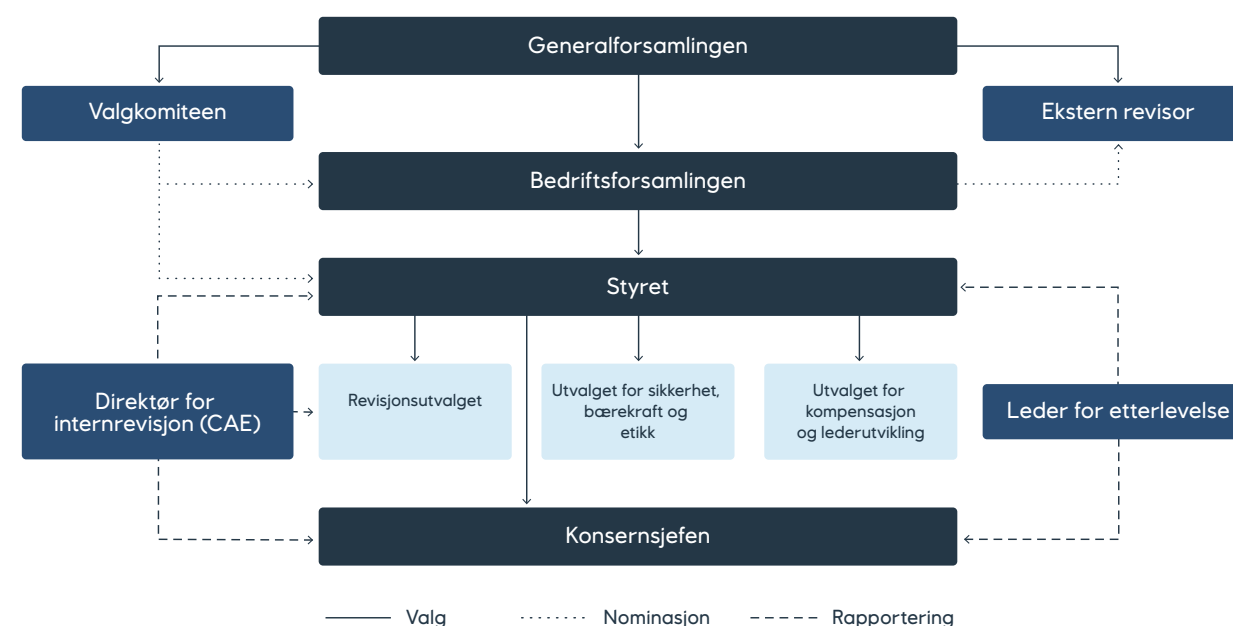 Generalforsamlingen
Valgkomiteen
Ekstern revisor
Bedriftsforsamlingen
Styret
Direktør for
internrevisjon (CAE)
Revisjonsutvalget
Utvalget for sikkerhet,
bærekraft og
etikk
Utvalget for
kompensasjon
og lederutvikling
Leder for etterlevelse
Konsernsjefen
Valg
Nominasjon
Rapportering